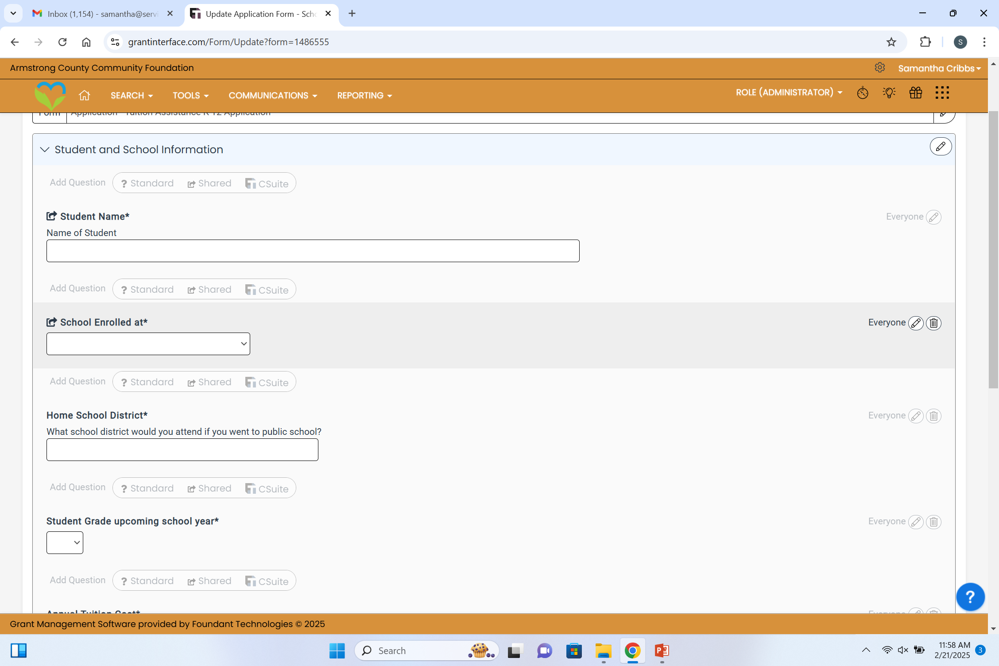 Inbox (1,154) - samantha@servi
Update Application Form - Scho
grantinterface.com/Form/Update?form=1486555
S
Armstrong County Community Foundation
Samantha Cribbs
SEARCH
TOOLS
COMMUNICATIONS
REPORTING
ROLE (ADMINISTRATOR)
Form
Application - Tuition Assistance K-12 Application
Student and School Information
Add Question ? Standard Shared CSuite
Student Name*
Everyone
Name of Student
Add Question ? Standard Shared CSuite
School Enrolled at*
Everyone
Add Question ? Standard Shared CSuite
Home School District*
Everyone
What school district would you attend if you went to public school?
Add Question ? Standard Shared CSuite
Student Grade upcoming school year*
Everyone
Add Question ? Standard Shared CSuite
Annual Tuition Cost*
Everyone
?
Grant Management Software provided by Foundant Technologies © 2025
Search
11:58 AM
2/21/2025
3